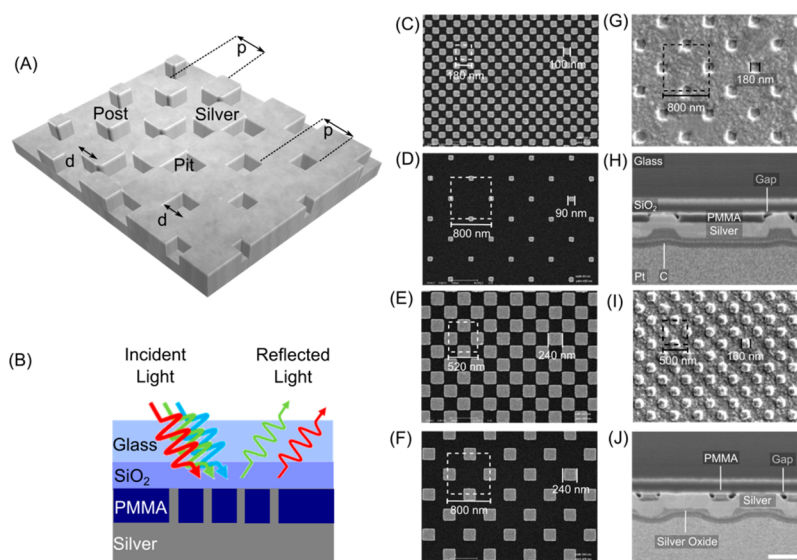 (A)
p
Post
Silver
p
d
Pit
d
(B)
Incident
Light
Reflected
Light
Glass
SiO2
PMMA
Silver
(C)
180 nm
100 nm
(D)
800 nm
90 nm
(E)
520 nm
240 nm
(F)
800 nm
240 nm
(G)
800 nm
180 nm
(H)
Glass
Gap
SiO2
PMMA
Silver
Pt
C
(I)
500 nm
160 nm
(J)
PMMA
Gap
Silver
Silver Oxide